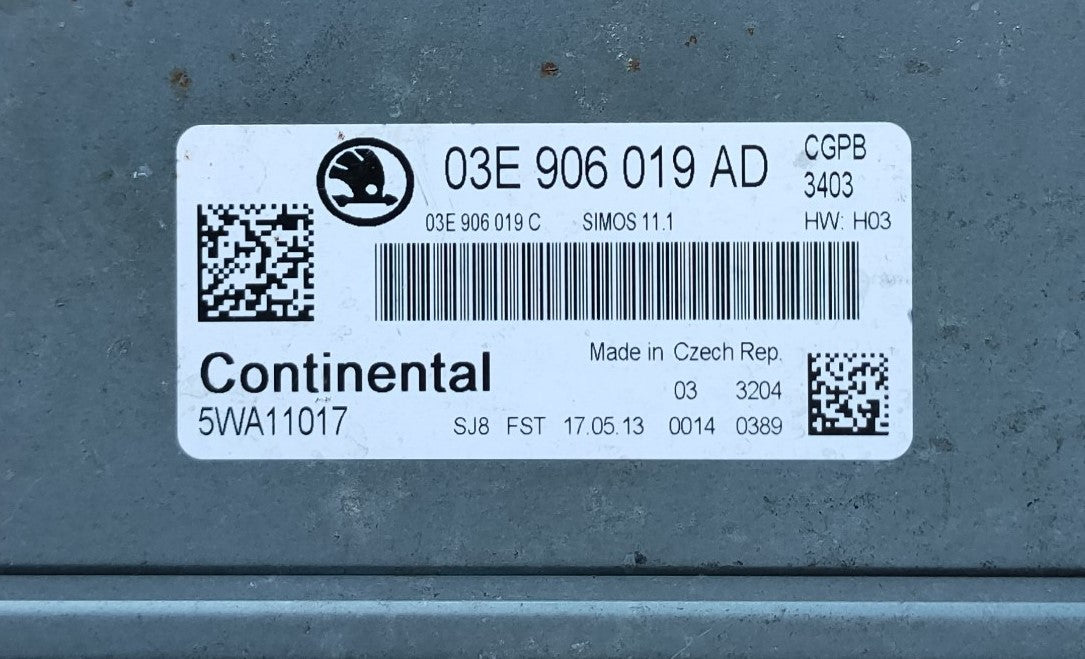 03E 906 019 AD CGPB
3403
03E 906 019 C SIMOS 11.1 HW: H03
Continental Made in Czech Rep.
03 3204
5WA11017 SJ8 FST 17.05.13 0014 0389